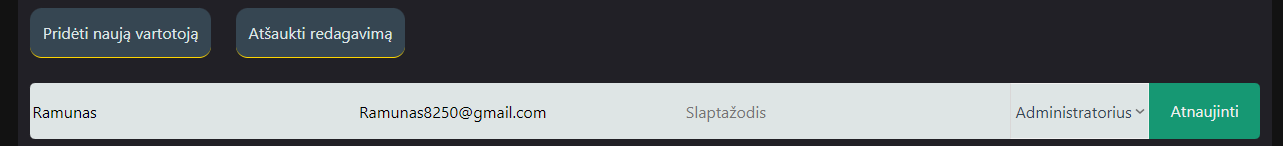 Pridėti naują vartotoją Atšaukti redagavimą
Ramunas Ramunas8250@gmail.com Slaptažodis Administratorius Atnaujinti